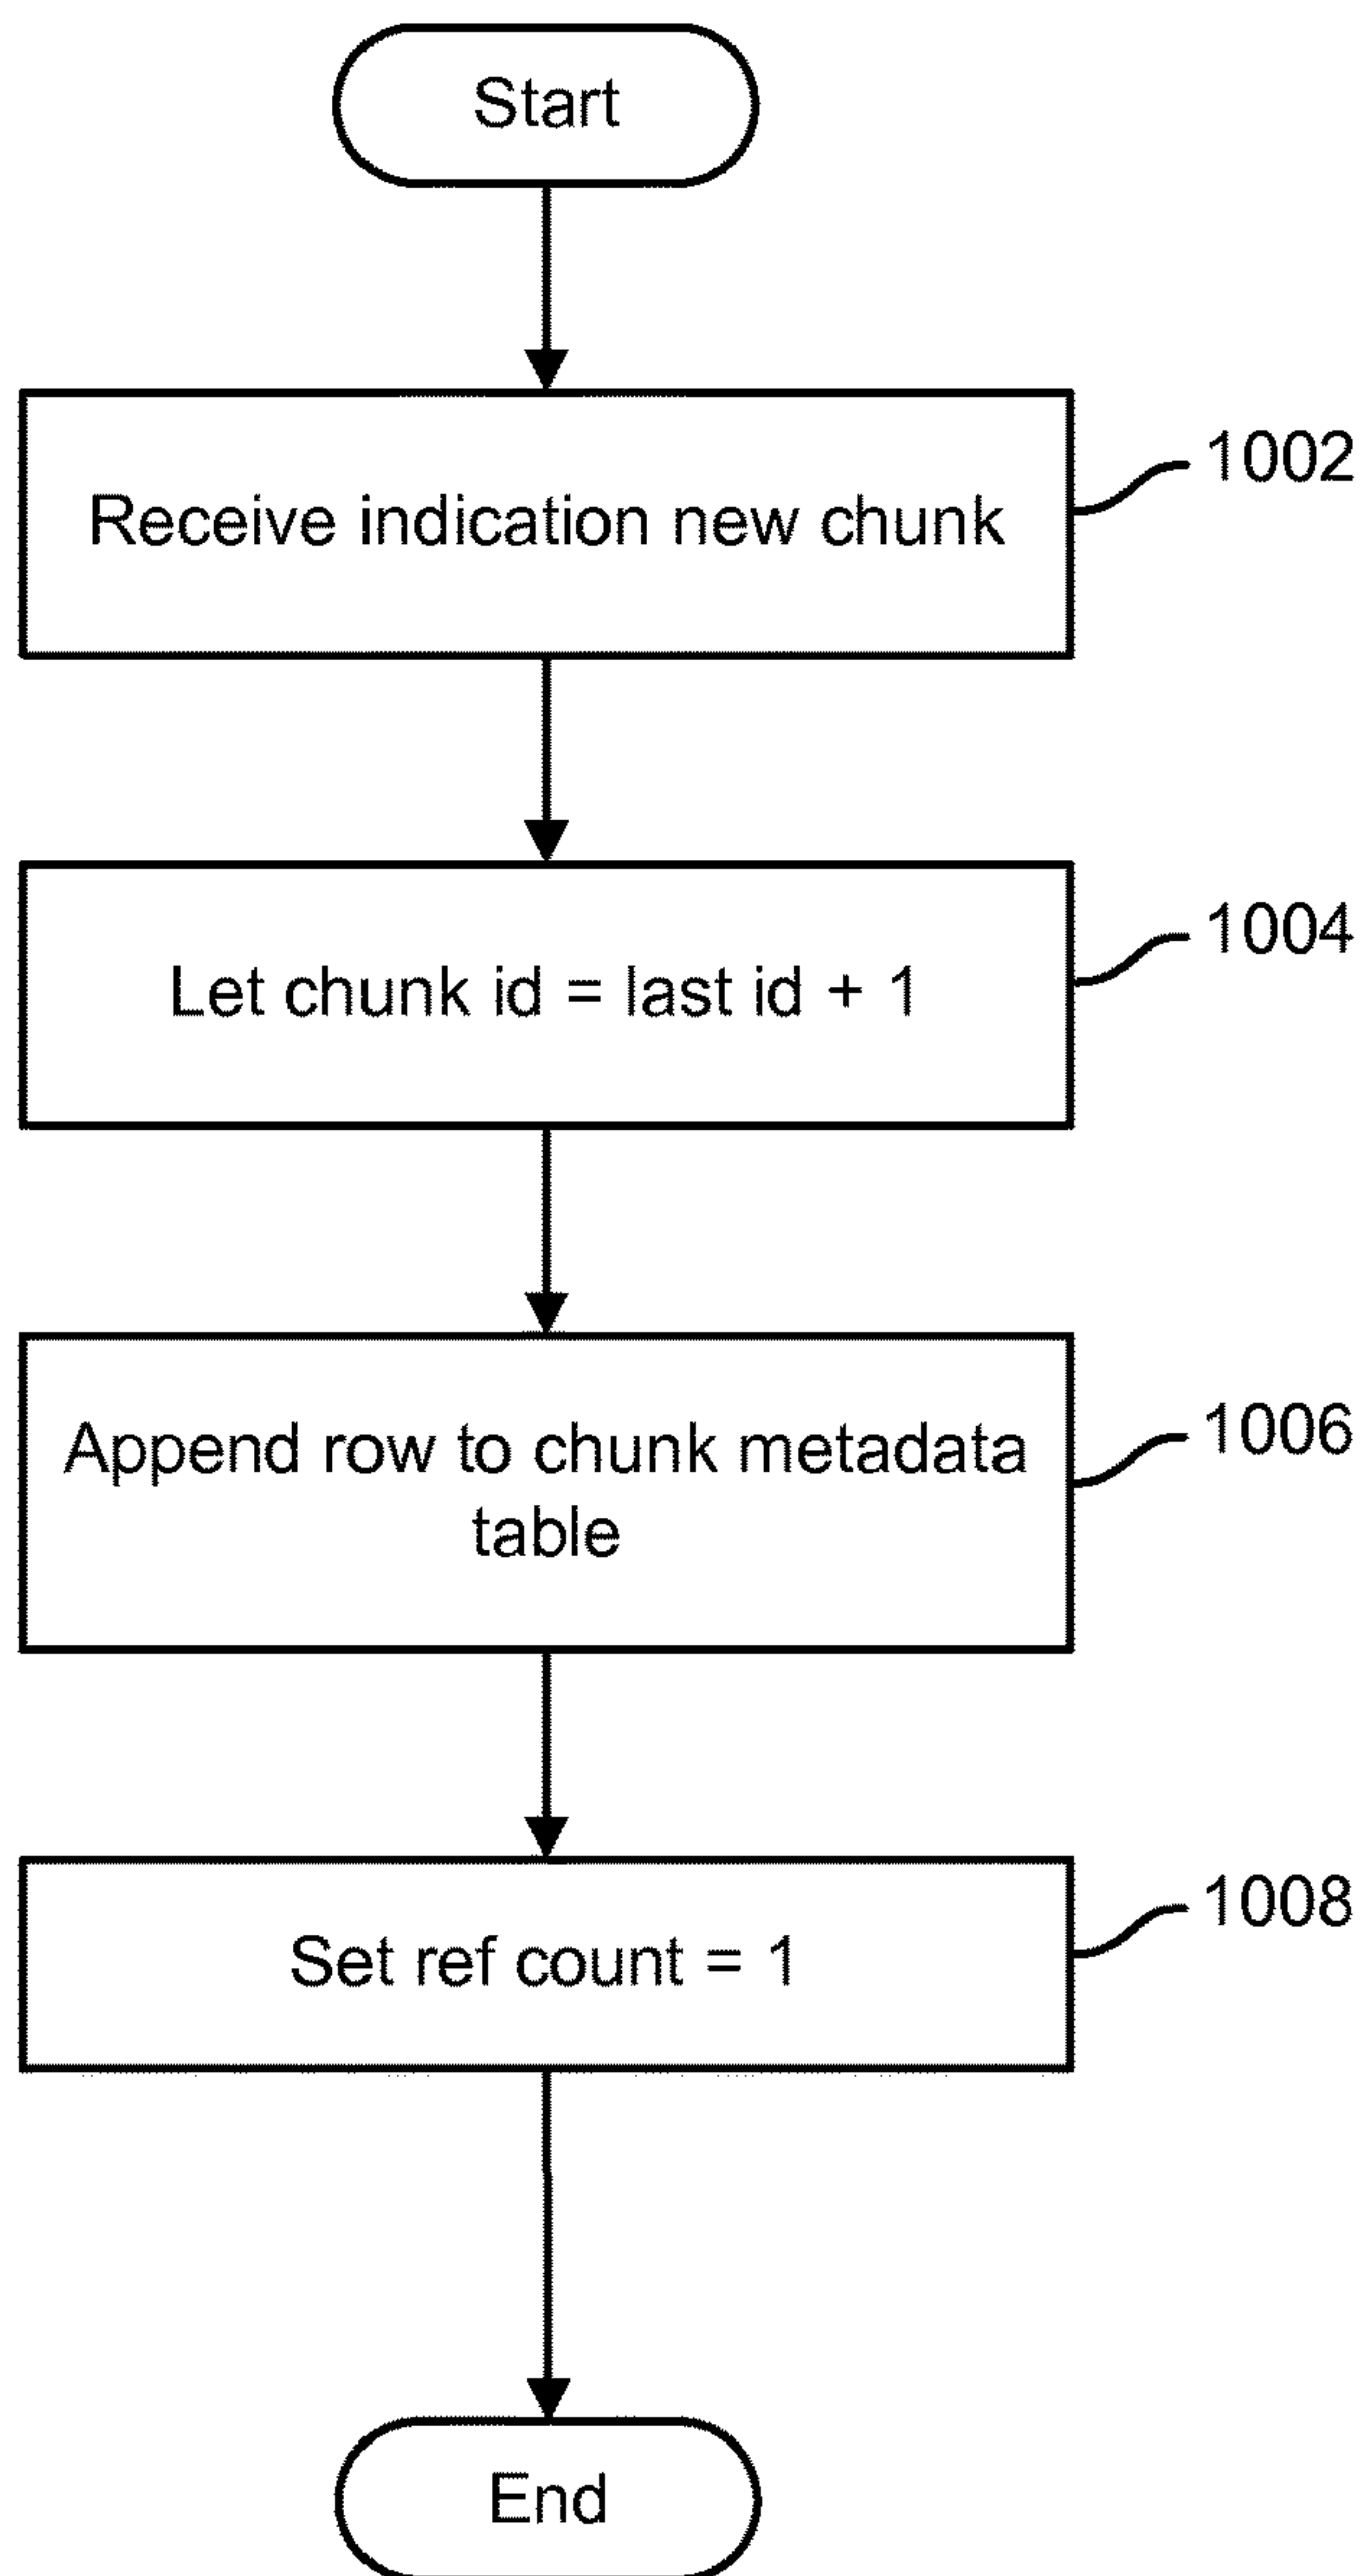 Start
Receive indication new chunk
1002
Let chunk id = last id + 1
1004
Append row to chunk metadata
table
1006
Set ref count = 1
1008
End